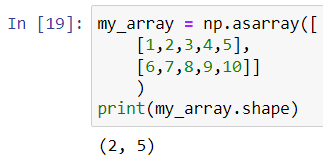 In [19]: my_array = np.asarray([
    [1,2,3,4,5],
    [6,7,8,9,10]]
    )
print(my_array.shape)
(2, 5)